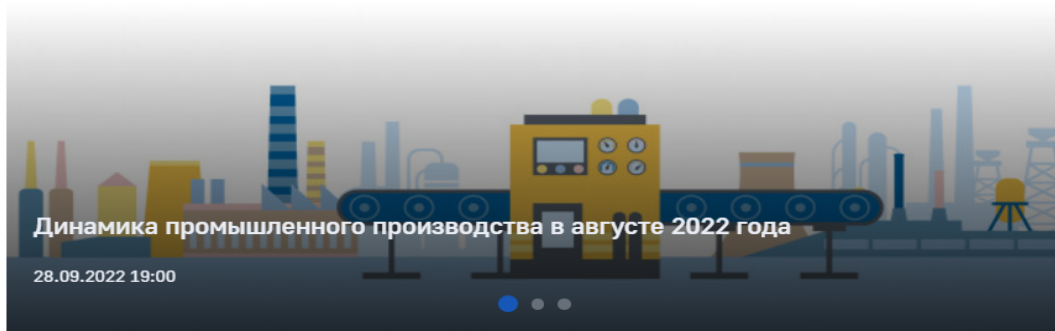 Динамика промышленного производства в августе 2022 года
28.09.2022 19:00